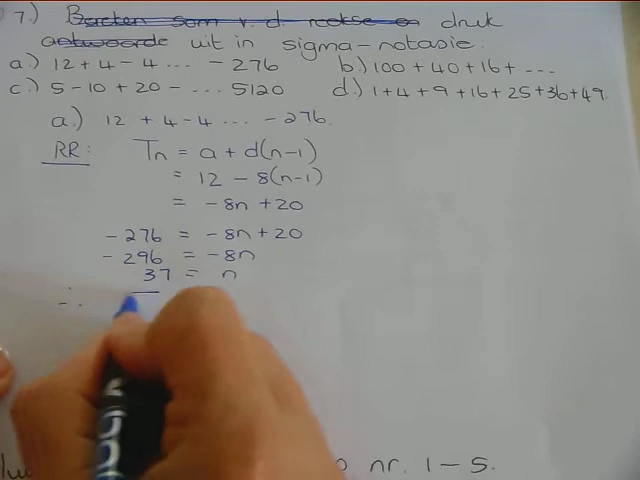 7.) Bereken som v. d. reekse en druk
antwoorde uit in sigma-notasie.
a.) 12 + 4 - 4 ... - 276 b.) 100 + 40 + 16 + ...
c.) 5 - 10 + 20 - ... 5120 d.) 1 + 4 + 9 + 16 + 25 + 36 + 49
a.) 12 + 4 - 4 ... - 276.
RR: Tn = a + d(n-1)
= 12 - 8(n-1)
= -8n + 20
-276 = -8n + 20
-296 = -8n
37 = n
∴
nr. 1 - 5.